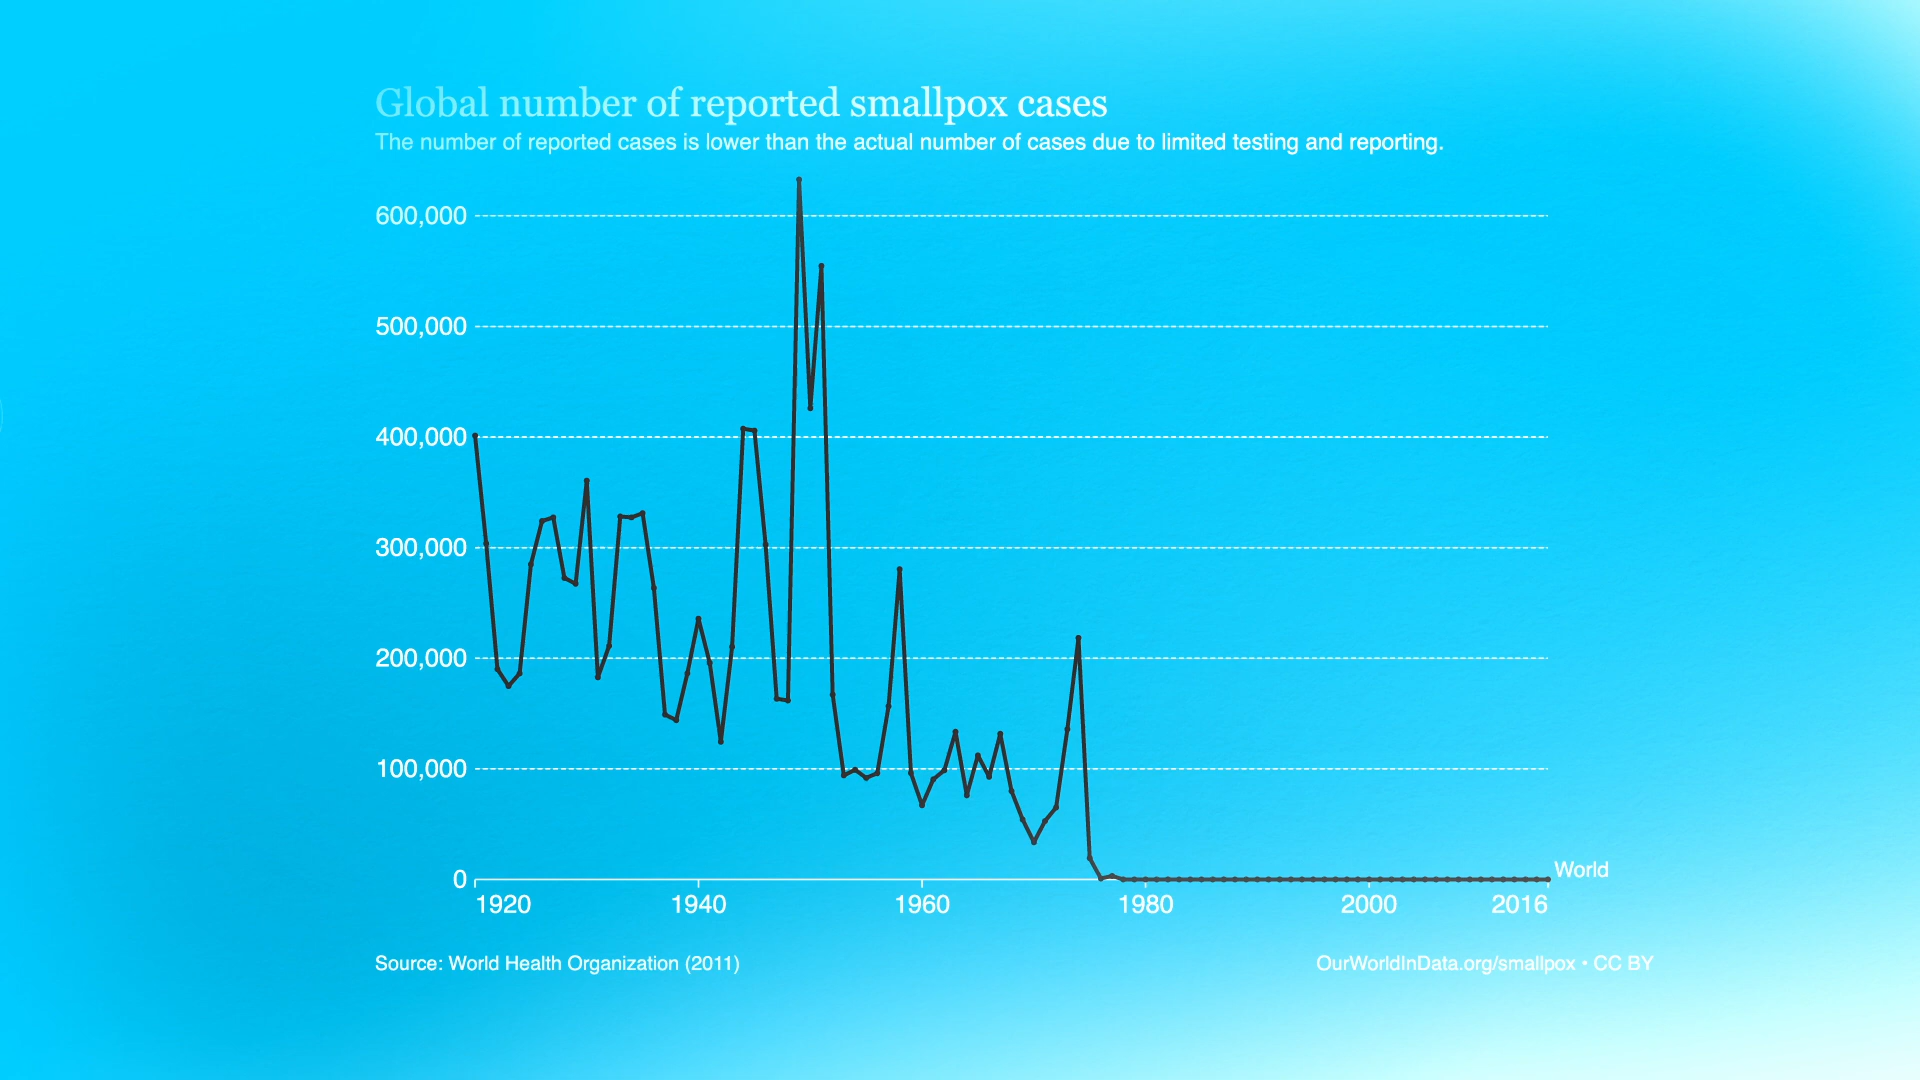 Global number of reported smallpox cases
The number of reported cases is lower than the actual number of cases due to limited testing and reporting.
600,000
500,000
400,000
300,000
200,000
100,000
0
World
1920 1940 1960 1980 2000 2016
Source: World Health Organization (2011)
OurWorldInData.org/smallpox • CC BY